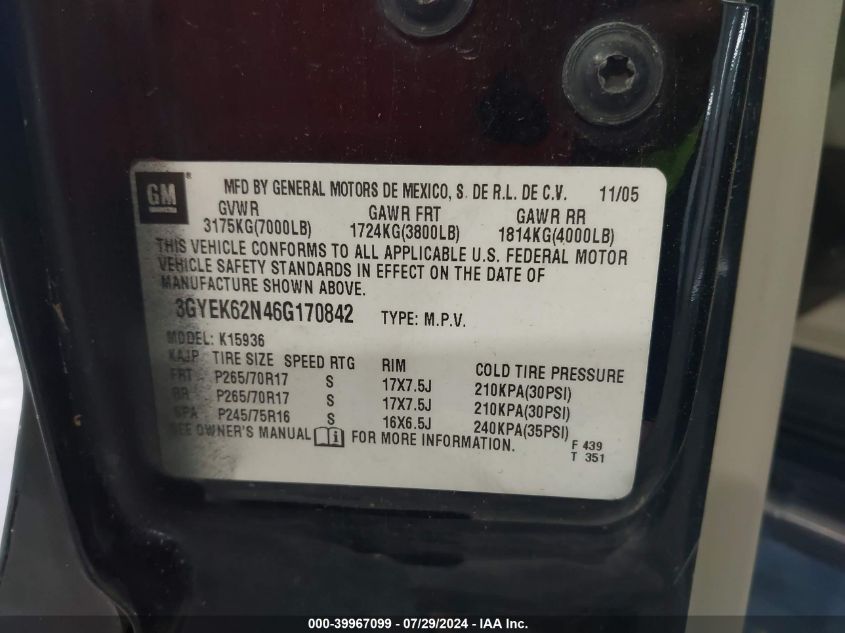 GM ®
MFD BY GENERAL MOTORS DE MEXICO, S. DE R.L. DE C.V. 11/05
GVWR GAWR FRT GAWR RR
3175KG(7000LB) 1724KG(3800LB) 1814KG(4000LB)
THIS VEHICLE CONFORMS TO ALL APPLICABLE U.S. FEDERAL MOTOR
VEHICLE SAFETY STANDARDS IN EFFECT ON THE DATE OF
MANUFACTURE SHOWN ABOVE.
3GYEK62N46G170842 TYPE: M.P.V.
MODEL: K15936
KAJP TIRE SIZE SPEED RTG RIM COLD TIRE PRESSURE
FRT P265/70R17 S 17X7.5J 210KPA(30PSI)
RR P265/70R17 S 17X7.5J 210KPA(30PSI)
SPA P245/75R16 S 16X6.5J 240KPA(35PSI)
SEE OWNER'S MANUAL i FOR MORE INFORMATION.
F 439
T 351
000-39967099 - 07/29/2024 - IAA Inc.